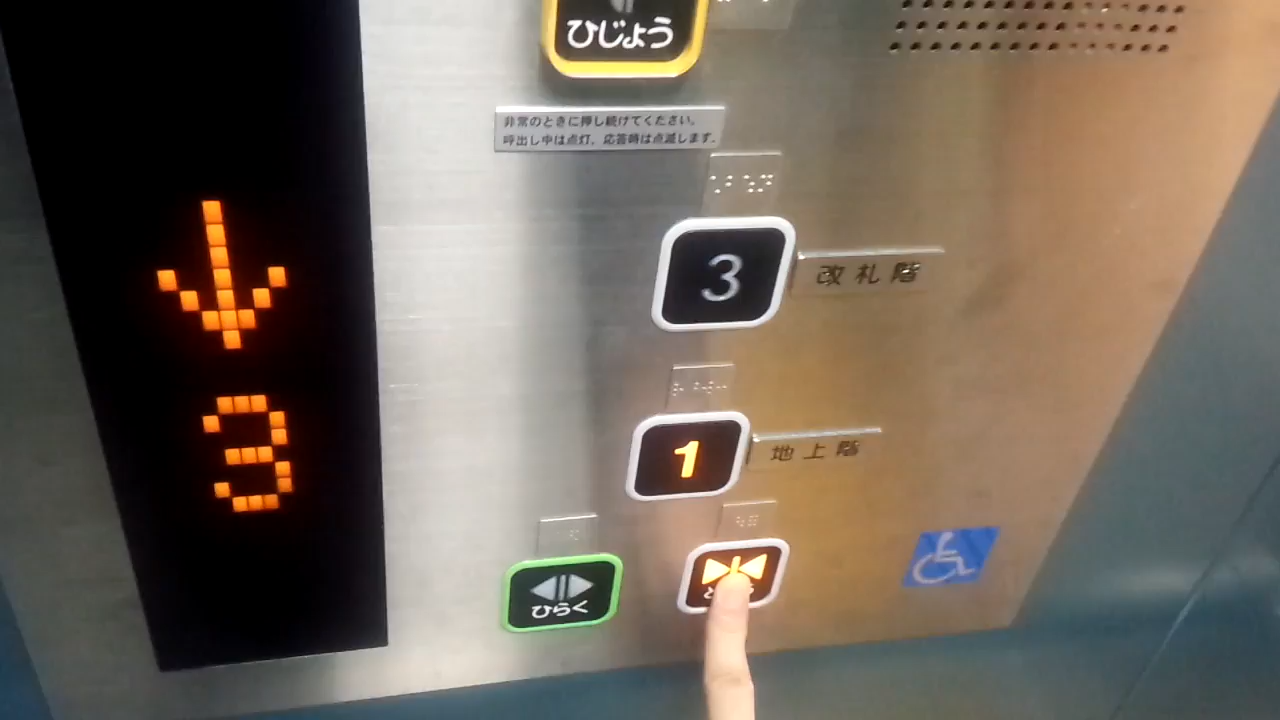 ひじょう
非常のときに押し続けてください。
呼出し中は点灯、応答時は点滅します。
3
改札階
3
1
地上階
ひらく